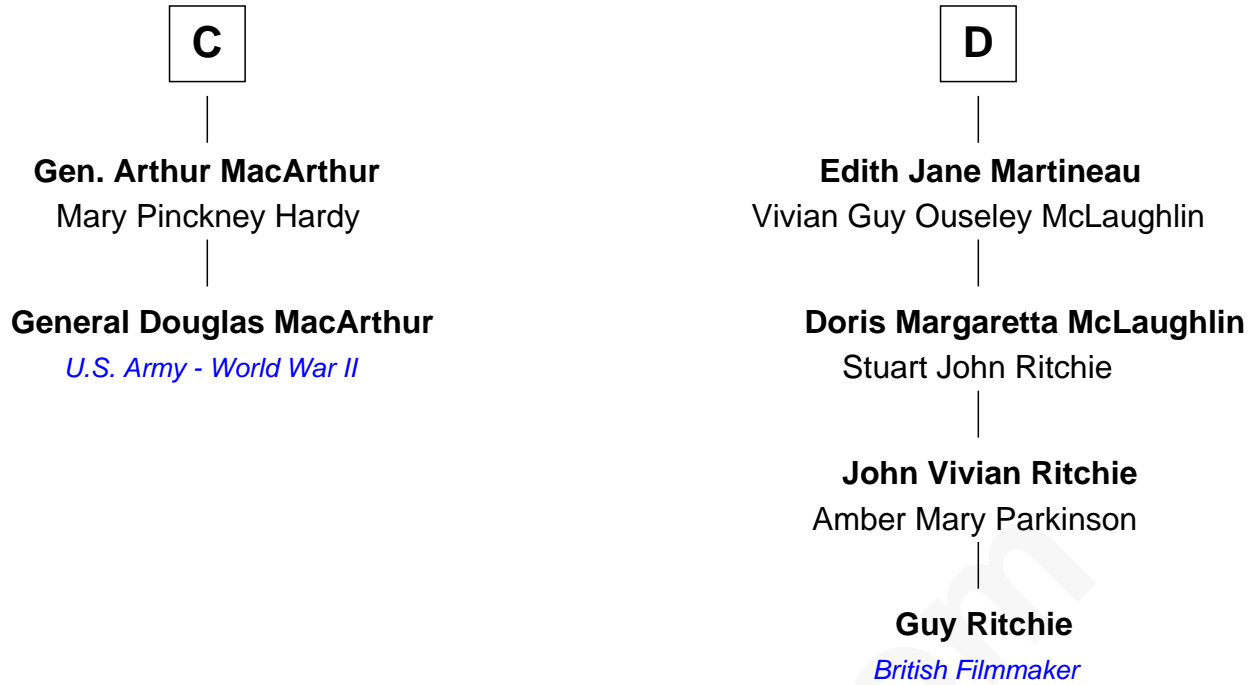 C
Gen. Arthur MacArthur
Mary Pinckney Hardy
General Douglas MacArthur
U.S. Army - World War II
D
Edith Jane Martineau
Vivian Guy Ouseley McLaughlin
Doris Margaretta McLaughlin
Stuart John Ritchie
John Vivian Ritchie
Amber Mary Parkinson
Guy Ritchie
British Filmmaker